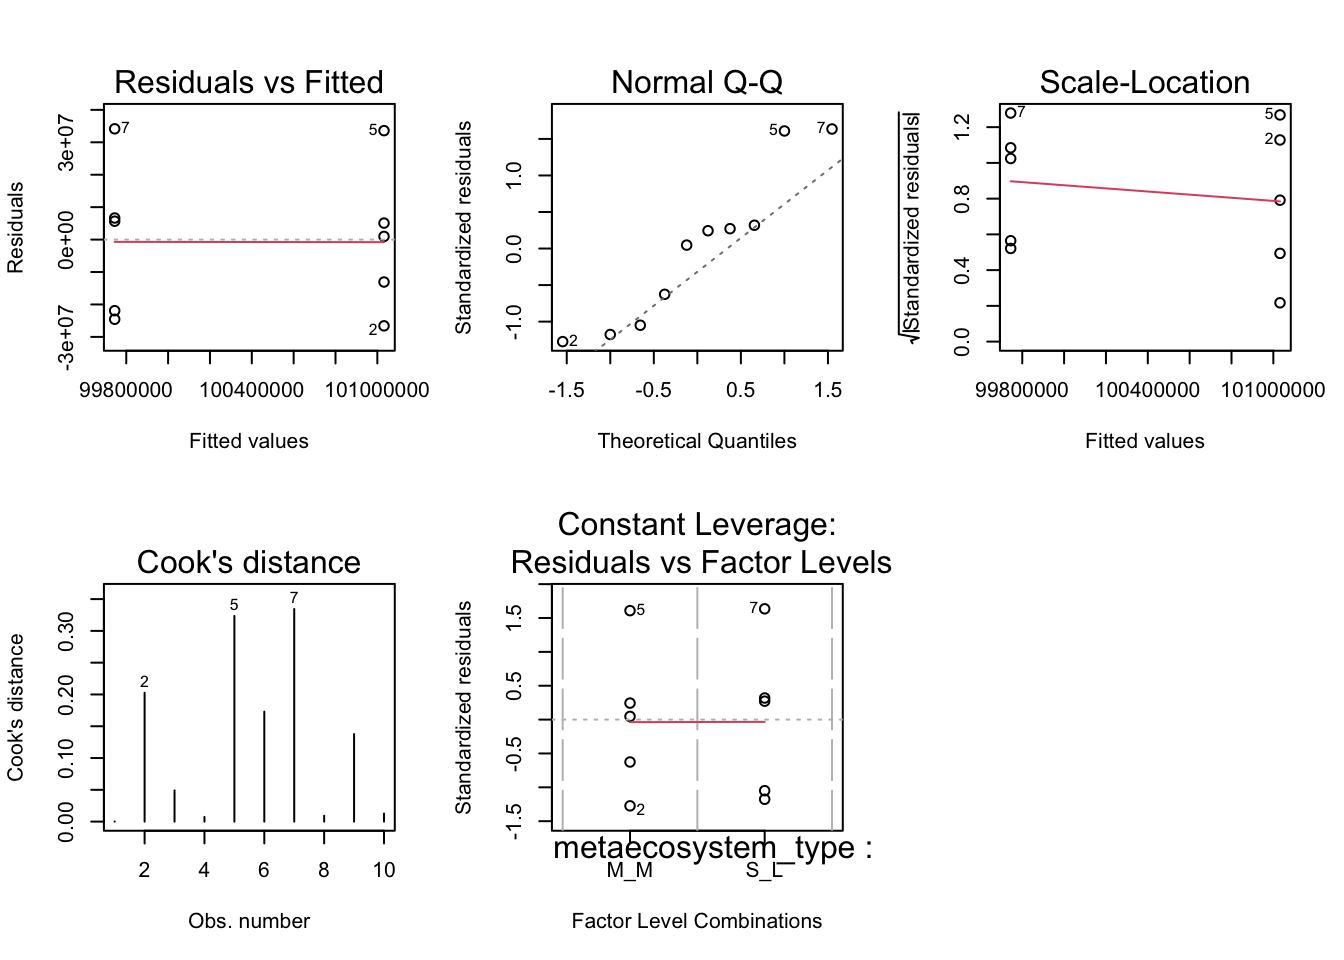 Residuals vs Fitted
Residuals
-3e+07
0e+00
3e+07
7
5
2
99800000
100400000
101000000
Fitted values
Normal Q-Q
Standardized residuals
-1.0
0.0
1.0
5
7
2
-1.5
-0.5
0.5
1.5
Theoretical Quantiles
Scale-Location
√|Standardized residuals|
0.0
0.4
0.8
1.2
7
5
2
99800000
100400000
101000000
Fitted values
Cook's distance
Cook's distance
0.00
0.10
0.20
0.30
2
5
7
2
4
6
8
10
Obs. number
Constant Leverage:
Residuals vs Factor Levels
Standardized residuals
-1.5
-0.5
0.5
1.5
5
7
2
metaecosystem_type :
M_M
S_L
Factor Level Combinations